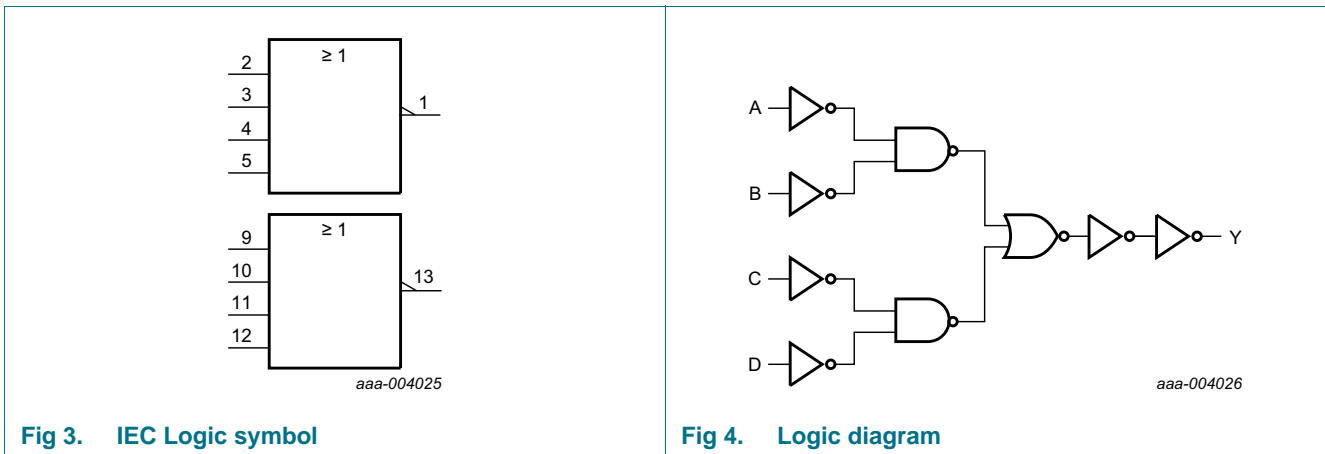 ≥ 1
2
3
4
5
1
≥ 1
9
10
11
12
13
aaa-004025
Fig 3. IEC Logic symbol
A
B
C
D
Y
aaa-004026
Fig 4. Logic diagram